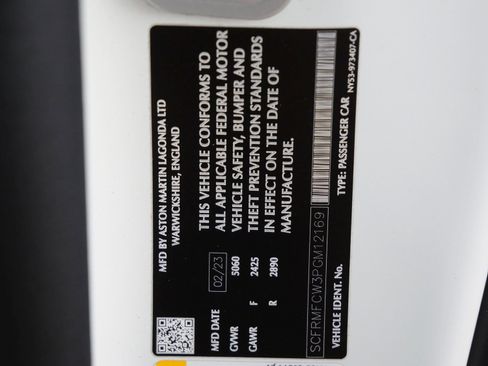 MFD BY ASTON MARTIN LAGONDA LTD
WARWICKSHIRE, ENGLAND
THIS VEHICLE CONFORMS TO
ALL APPLICABLE FEDERAL MOTOR
VEHICLE SAFETY, BUMPER AND
THEFT PREVENTION STANDARDS
IN EFFECT ON THE DATE OF
MANUFACTURE.
MFD DATE 02/23
GVWR 5060
GAWR F 2425
R 2890
SCFRMFCW3PGM12169
VEHICLE IDENT. No. TYPE: PASSENGER CAR
NY53-973407-CA